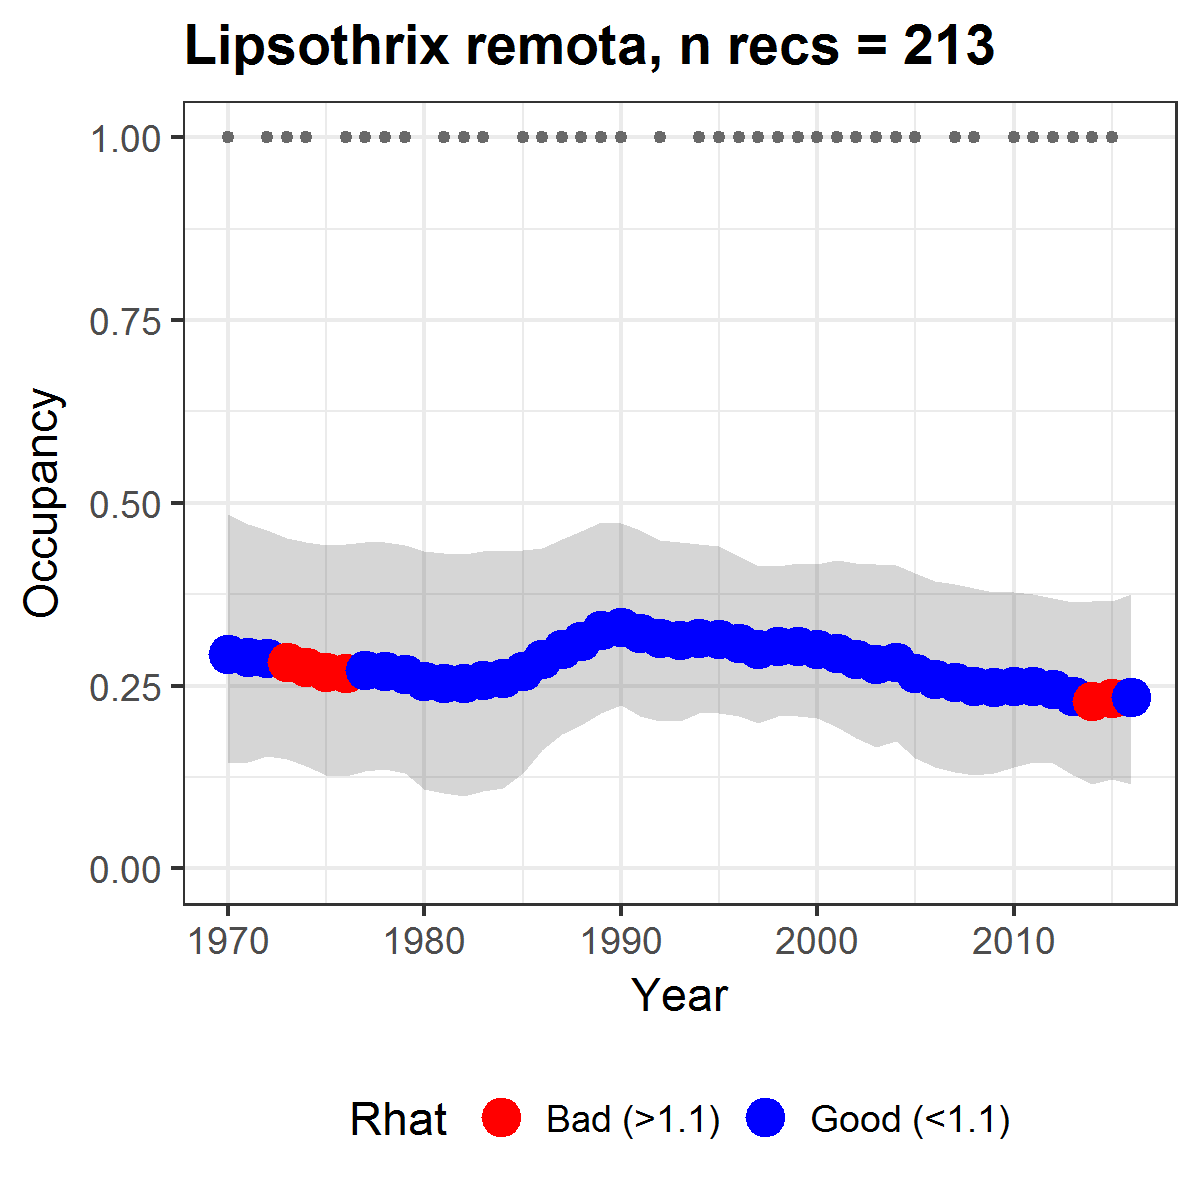 Lipsothrix remota, n recs = 213
1.00
0.75
0.50
0.25
0.00
Occupancy
1970 1980 1990 2000 2010
Year
Rhat Bad (>1.1) Good (<1.1)